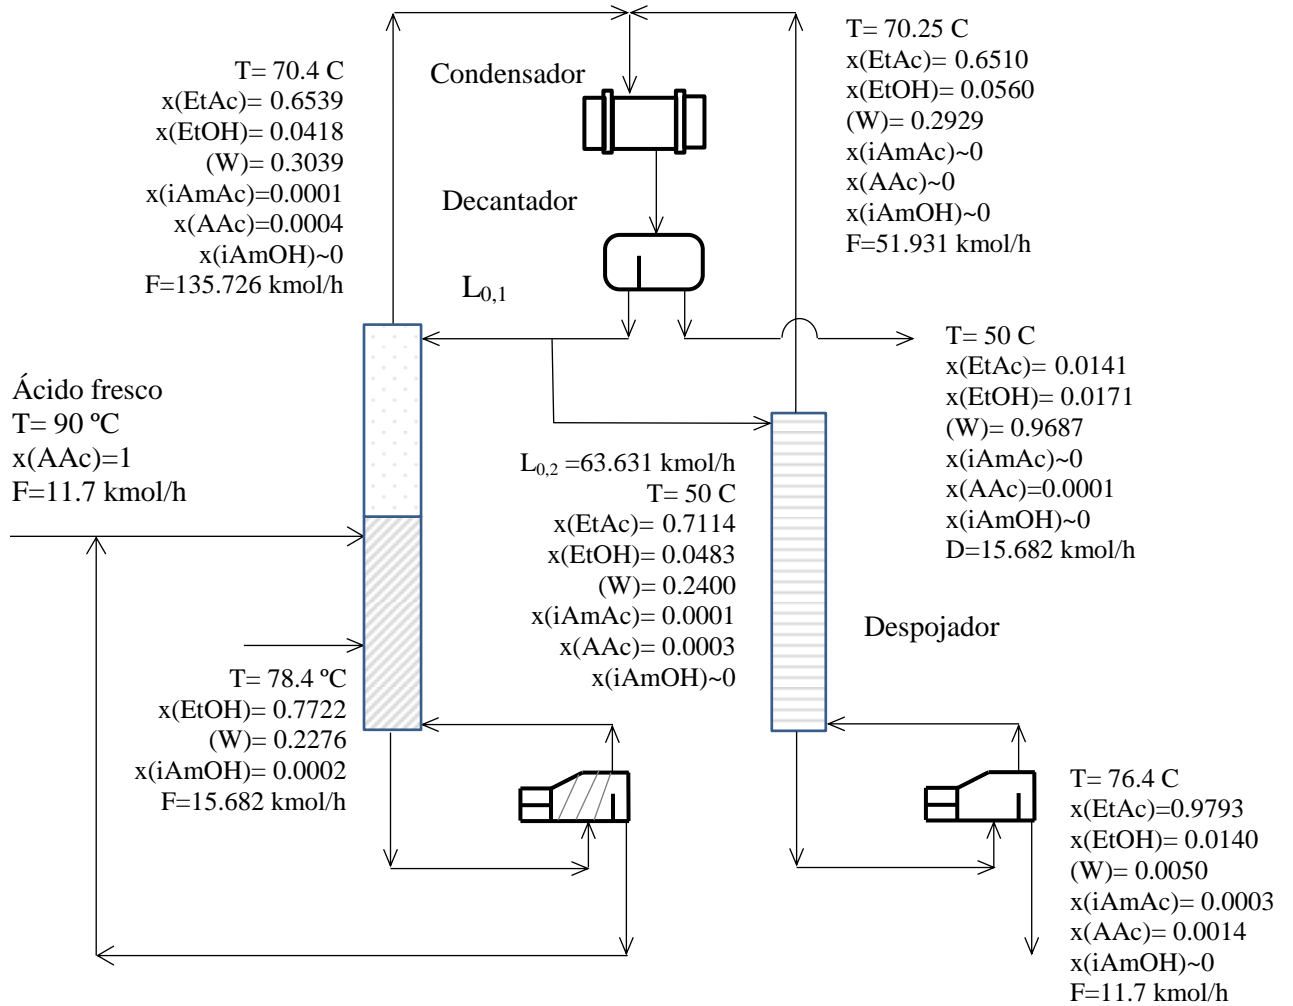 T= 70.4 C
x(EtAc)= 0.6539
x(EtOH)= 0.0418
(W)= 0.3039
x(iAmAc)=0.0001
x(AAc)=0.0004
x(iAmOH)~0
F=135.726 kmol/h
Condensador
Decantador
L0,1
T= 70.25 C
x(EtAc)= 0.6510
x(EtOH)= 0.0560
(W)= 0.2929
x(iAmAc)~0
x(AAc)~0
x(iAmOH)~0
F=51.931 kmol/h
Ácido fresco
T= 90 ºC
x(AAc)=1
F=11.7 kmol/h
T= 50 C
x(EtAc)= 0.0141
x(EtOH)= 0.0171
(W)= 0.9687
x(iAmAc)~0
x(AAc)=0.0001
x(iAmOH)~0
D=15.682 kmol/h
L0,2 =63.631 kmol/h
T= 50 C
x(EtAc)= 0.7114
x(EtOH)= 0.0483
(W)= 0.2400
x(iAmAc)= 0.0001
x(AAc)= 0.0003
x(iAmOH)~0
Despojador
T= 78.4 ºC
x(EtOH)= 0.7722
(W)= 0.2276
x(iAmOH)= 0.0002
F=15.682 kmol/h
T= 76.4 C
x(EtAc)=0.9793
x(EtOH)= 0.0140
(W)= 0.0050
x(iAmAc)= 0.0003
x(AAc)= 0.0014
x(iAmOH)~0
F=11.7 kmol/h